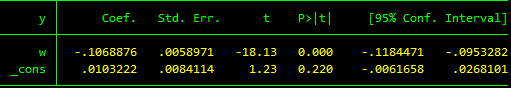 y Coef. Std. Err. t P>|t| [95% Conf. Interval]
w -.1068876 .0058971 -18.13 0.000 -.1184471 -.0953282
_cons .0103222 .0084114 1.23 0.220 -.0061658 .0268101